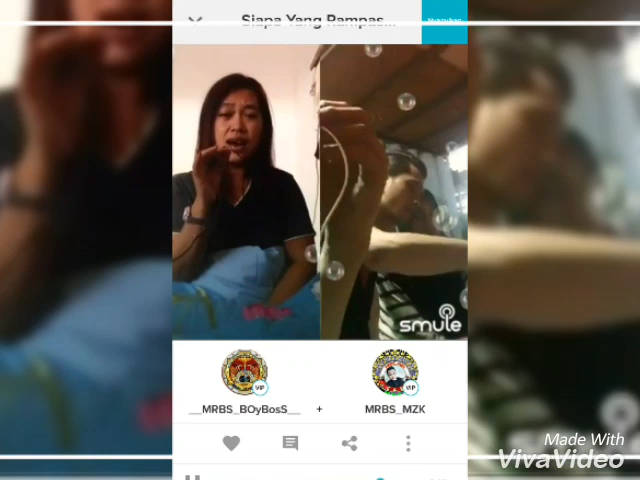 Siapa Yang Rampas...
smule
VIP
VIP
__MRBS_BOyBosS__ + MRBS_MZK
Made With
VivaVideo